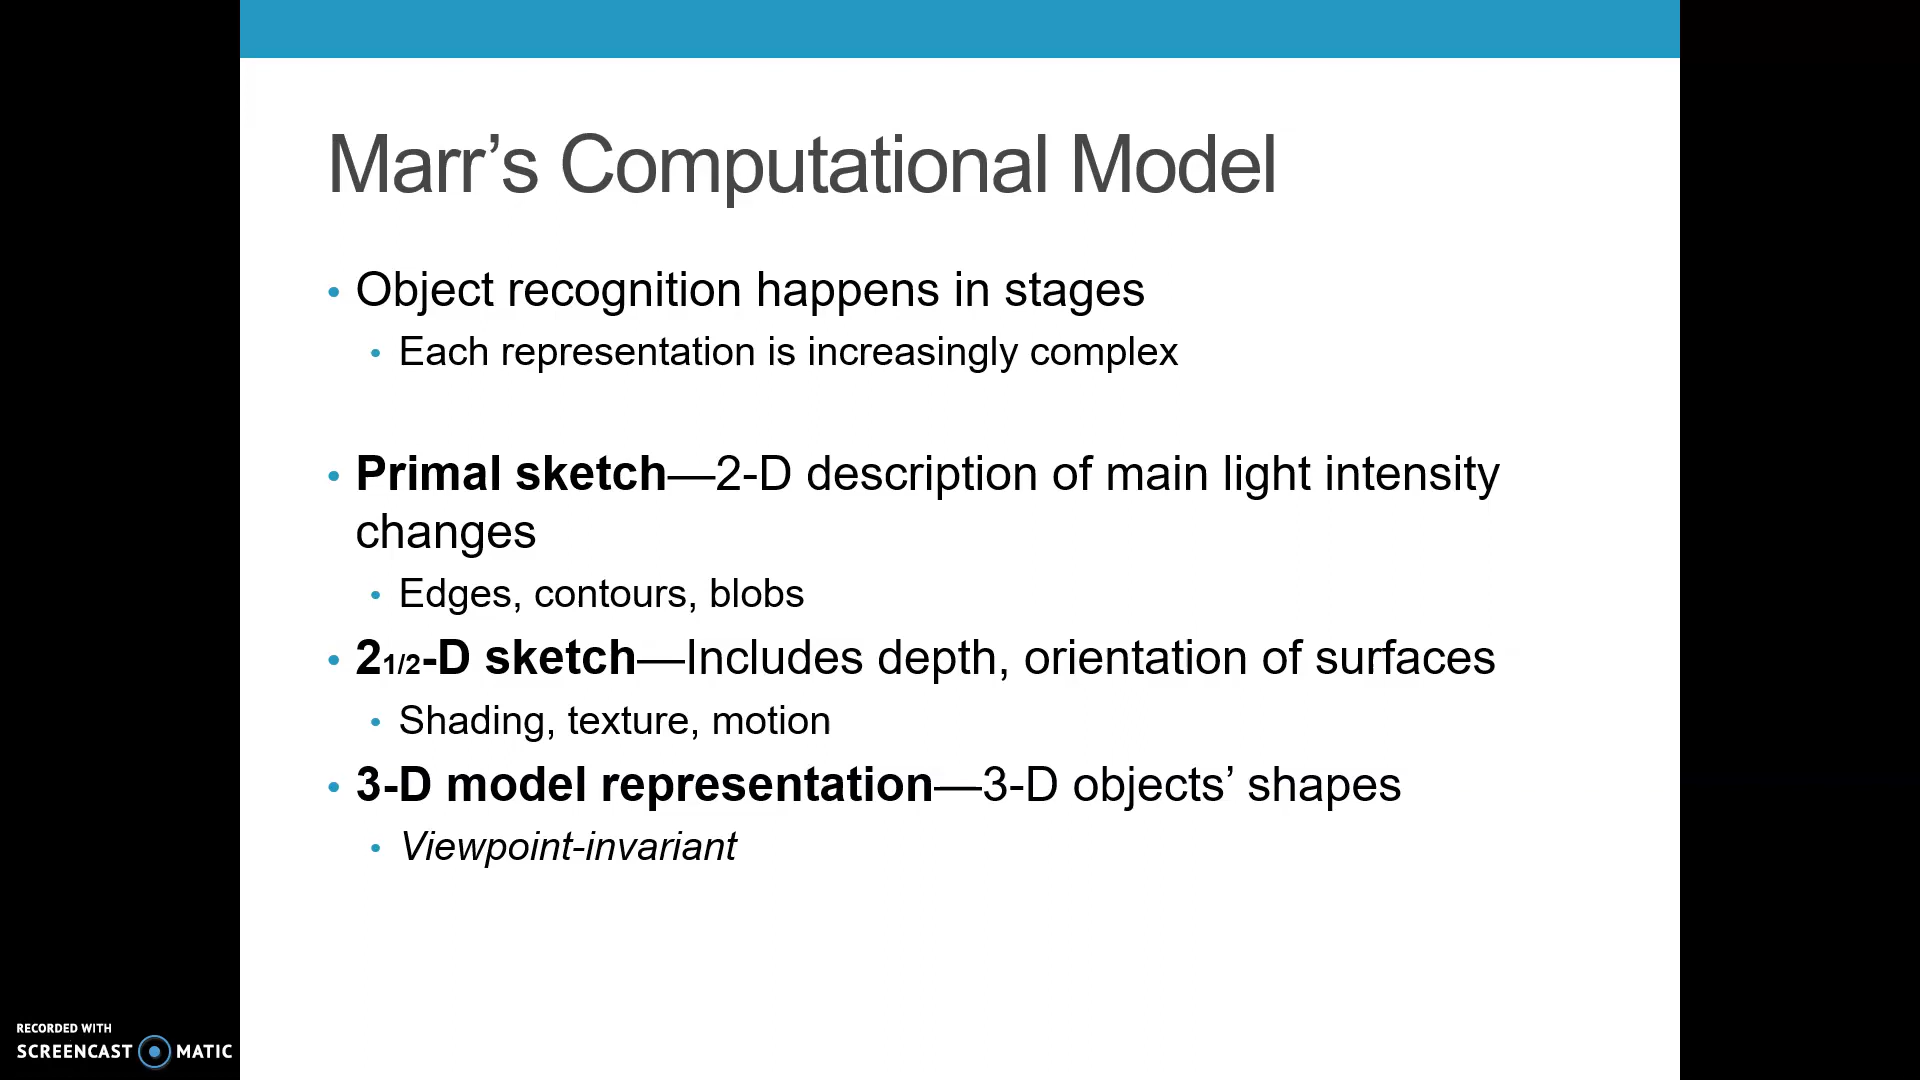 Marr’s Computational Model
• Object recognition happens in stages
• Each representation is increasingly complex
• Primal sketch—2-D description of main light intensity
changes
• Edges, contours, blobs
• 21/2-D sketch—Includes depth, orientation of surfaces
• Shading, texture, motion
• 3-D model representation—3-D objects’ shapes
• Viewpoint-invariant
RECORDED WITH
SCREENCAST MATIC